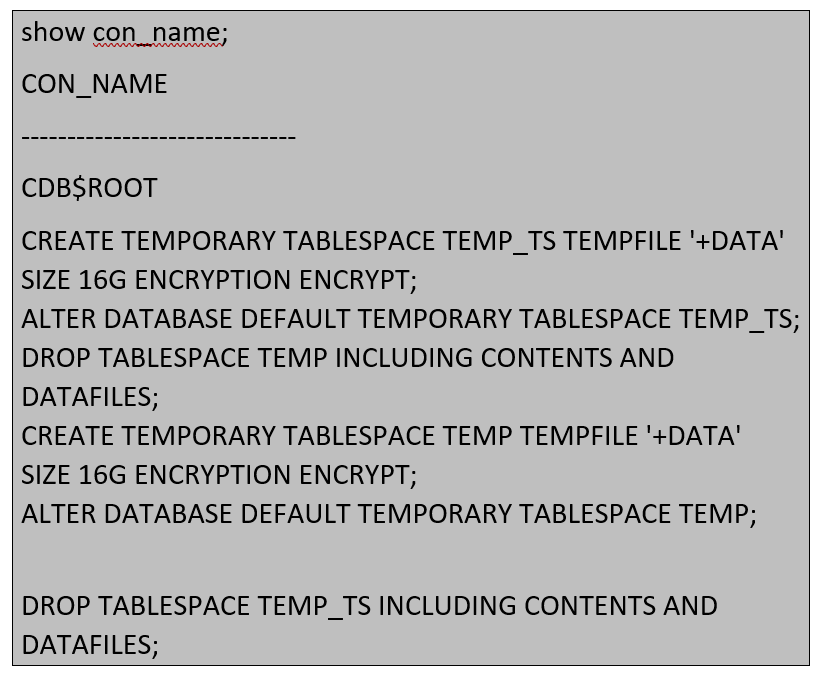 show con_name;
CON_NAME
------------------------------
CDB$ROOT
CREATE TEMPORARY TABLESPACE TEMP_TS TEMPFILE '+DATA'
SIZE 16G ENCRYPTION ENCRYPT;
ALTER DATABASE DEFAULT TEMPORARY TABLESPACE TEMP_TS;
DROP TABLESPACE TEMP INCLUDING CONTENTS AND
DATAFILES;
CREATE TEMPORARY TABLESPACE TEMP TEMPFILE '+DATA'
SIZE 16G ENCRYPTION ENCRYPT;
ALTER DATABASE DEFAULT TEMPORARY TABLESPACE TEMP;
DROP TABLESPACE TEMP_TS INCLUDING CONTENTS AND
DATAFILES;